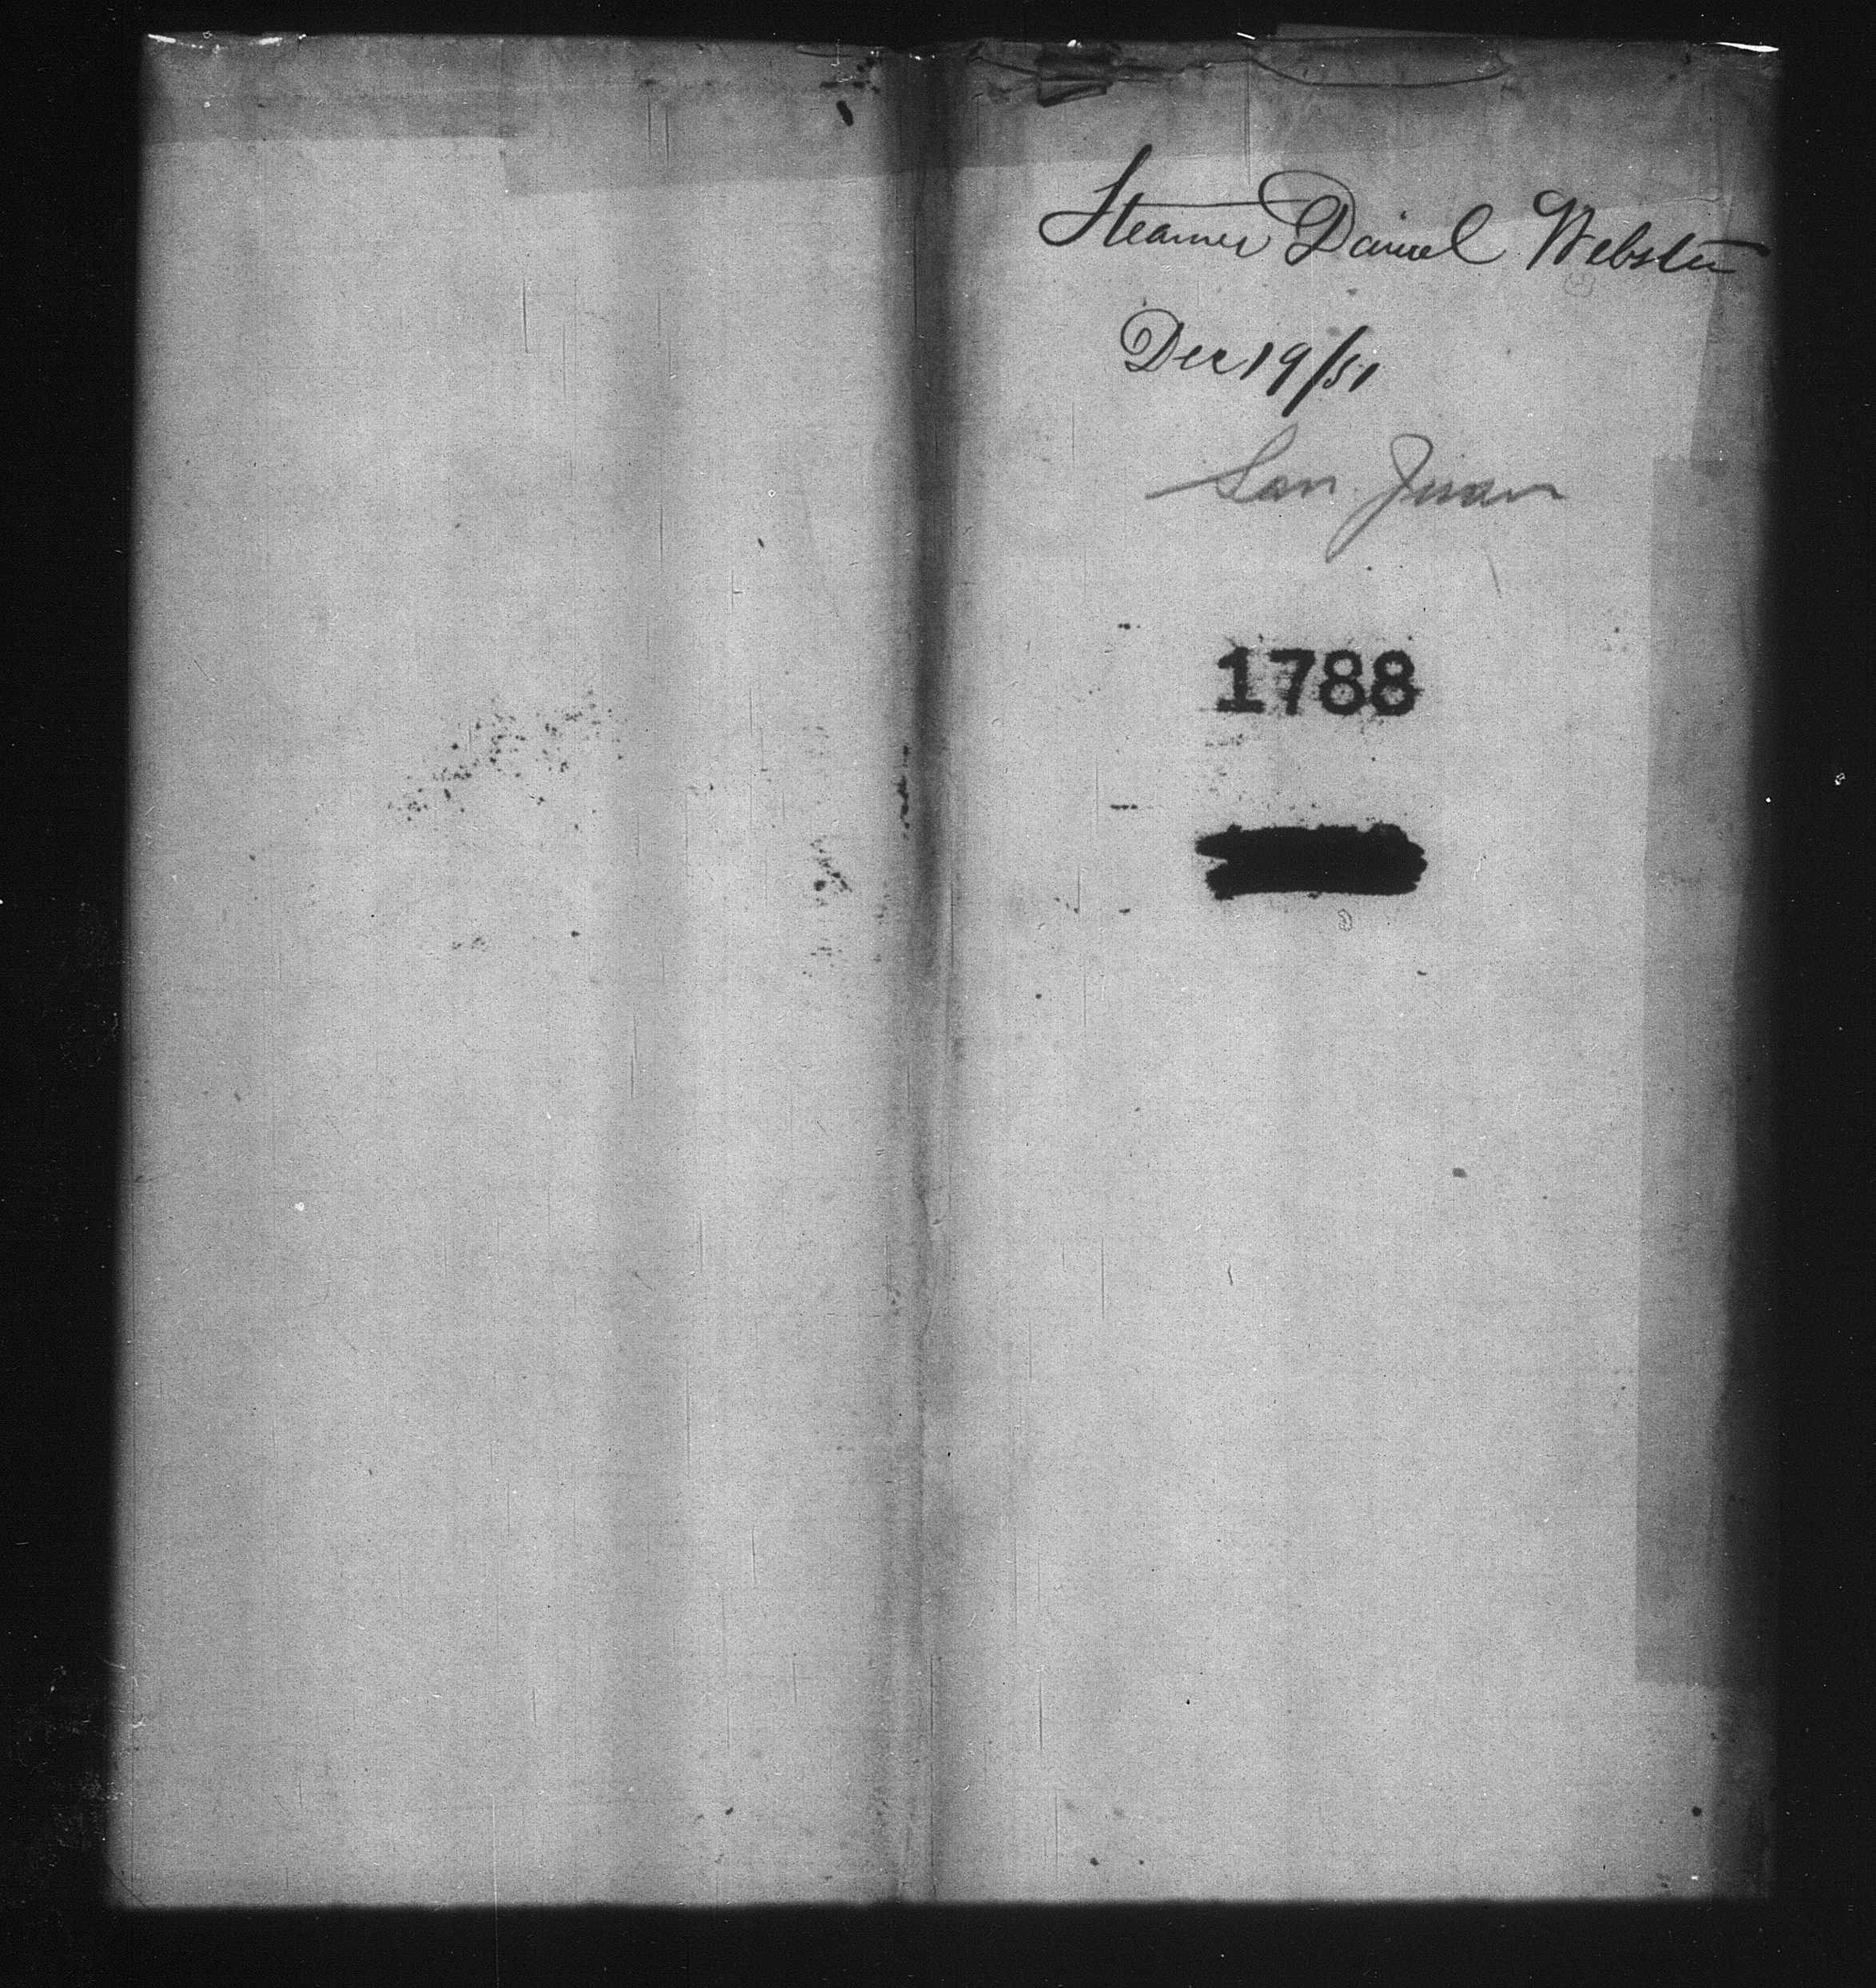 Steamer Daniel Webster
Dec 19/51
San Juan
1788